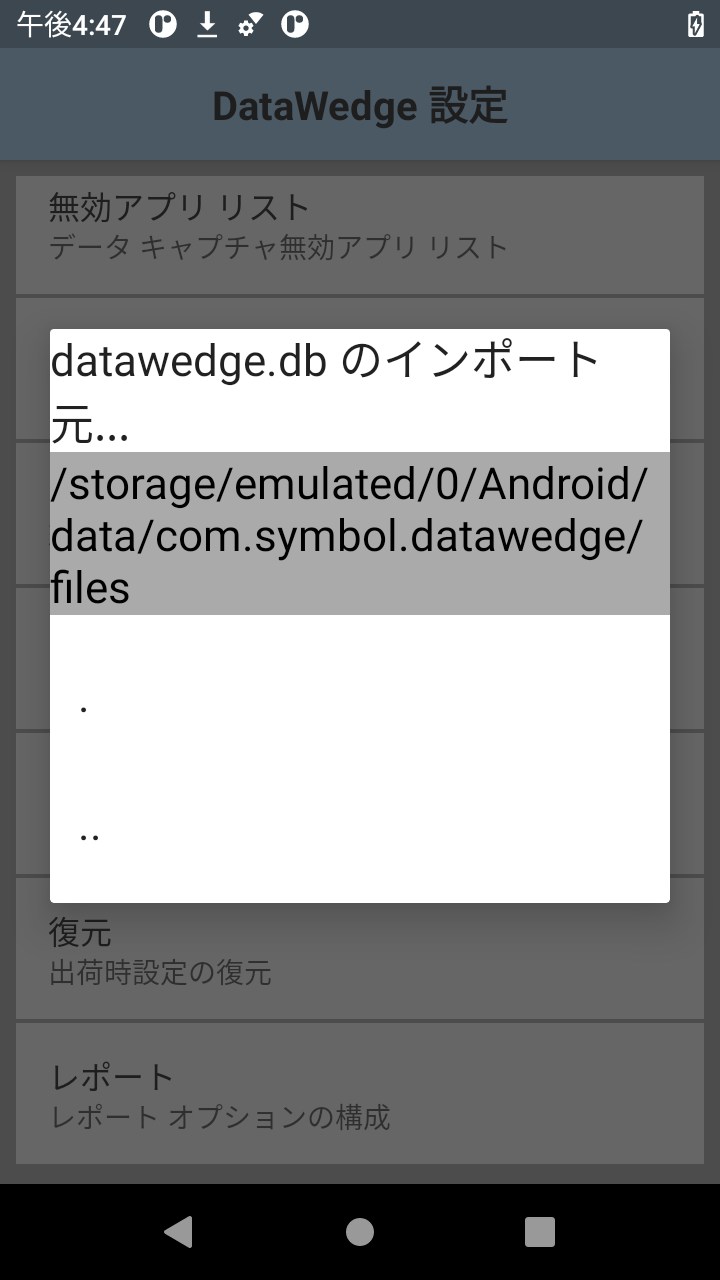 午後4:47
DataWedge 設定
無効アプリ リスト
データ キャプチャ無効アプリ リスト
datawedge.db のインポート
元...
/storage/emulated/0/Android/
data/com.symbol.datawedge/
files
.
..
復元
出荷時設定の復元
レポート
レポート オプションの構成